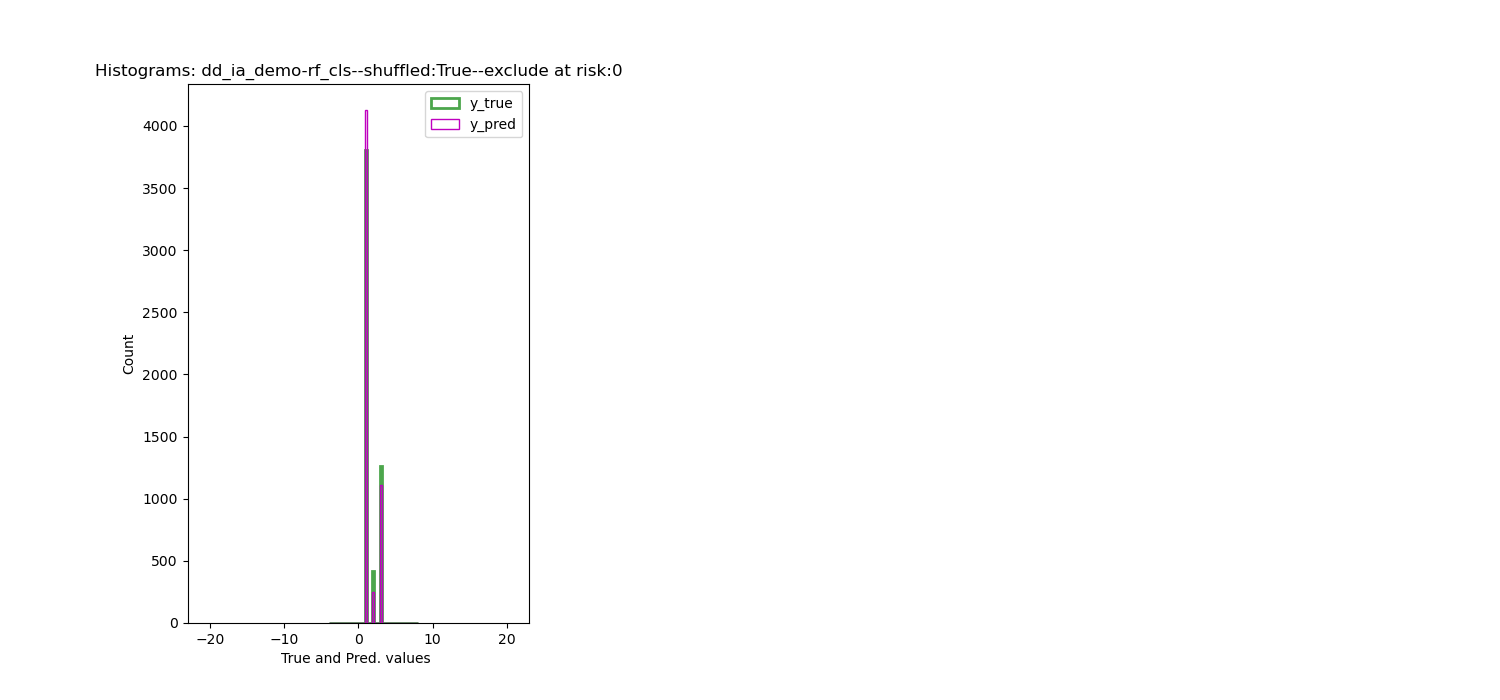 Histograms: dd_ia_demo-rf_cls--shuffled:True--exclude at risk:0
y_true
y_pred
4000
3500
3000
2500
2000
1500
1000
500
0
Count
−20 −10 0 10 20
True and Pred. values